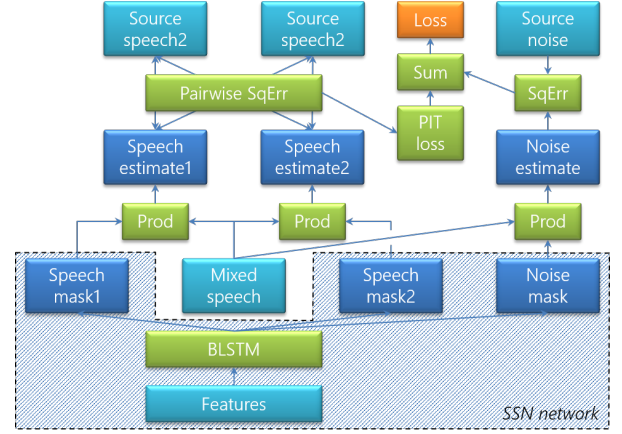 Source
speech2
Source
speech2
Loss
Source
noise
Sum
Pairwise SqErr
SqErr
PIT
loss
Speech
estimate1
Speech
estimate2
Noise
estimate
Prod
Prod
Prod
Speech
mask1
Mixed
speech
Speech
mask2
Noise
mask
BLSTM
Features
SSN network